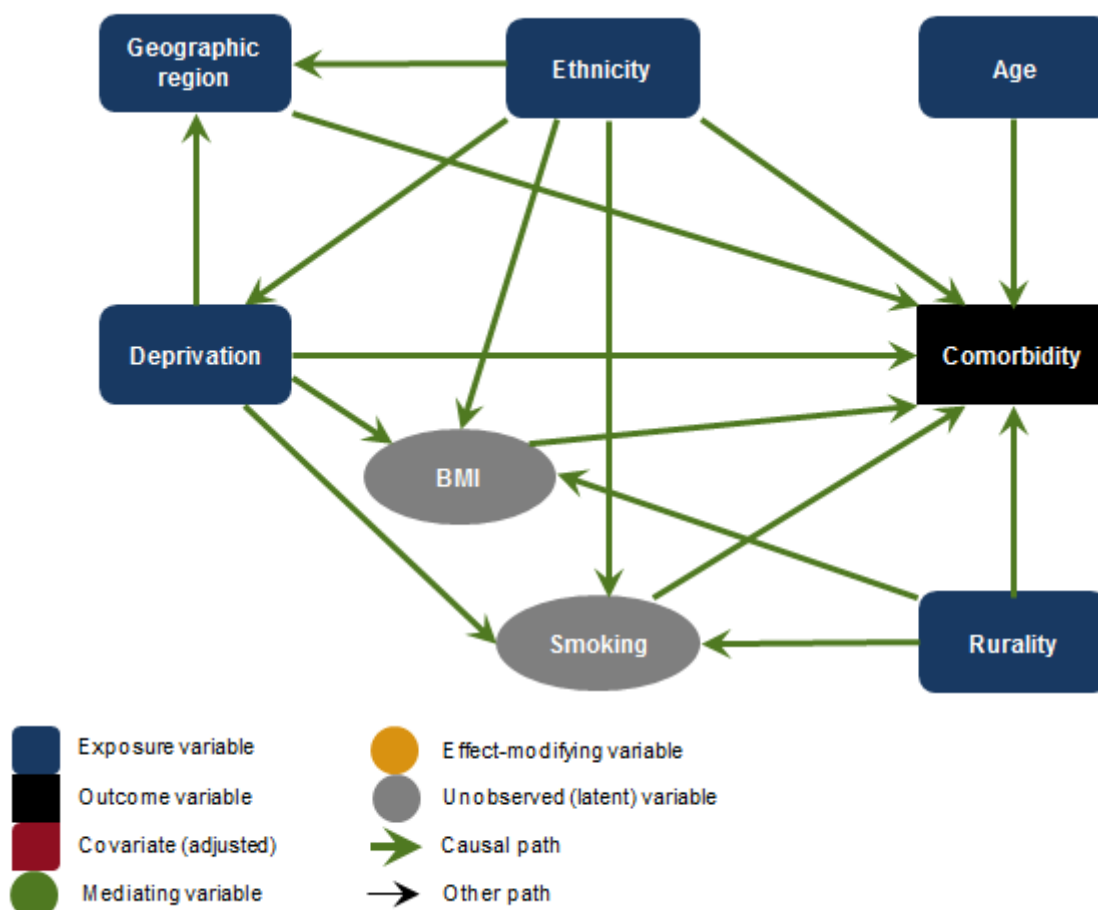 Geographic
region
Ethnicity
Age
Deprivation
Comorbidity
BMI
Smoking
Rurality
Exposure variable
Effect-modifying variable
Outcome variable
Unobserved (latent) variable
Covariate (adjusted)
Causal path
Mediating variable
Other path